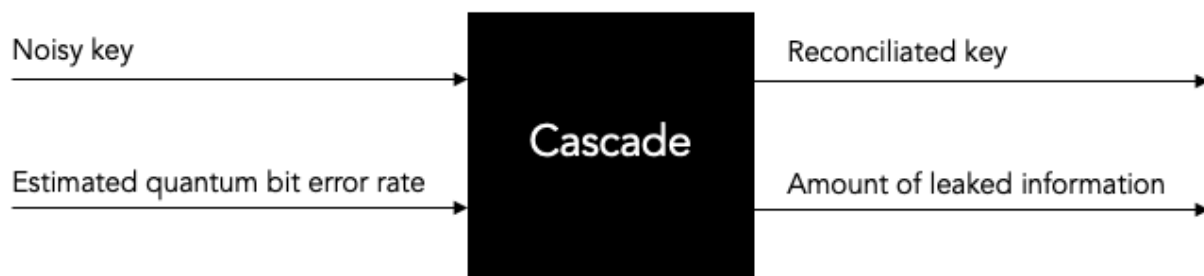 Noisy key
Reconciliated key
Cascade
Estimated quantum bit error rate
Amount of leaked information